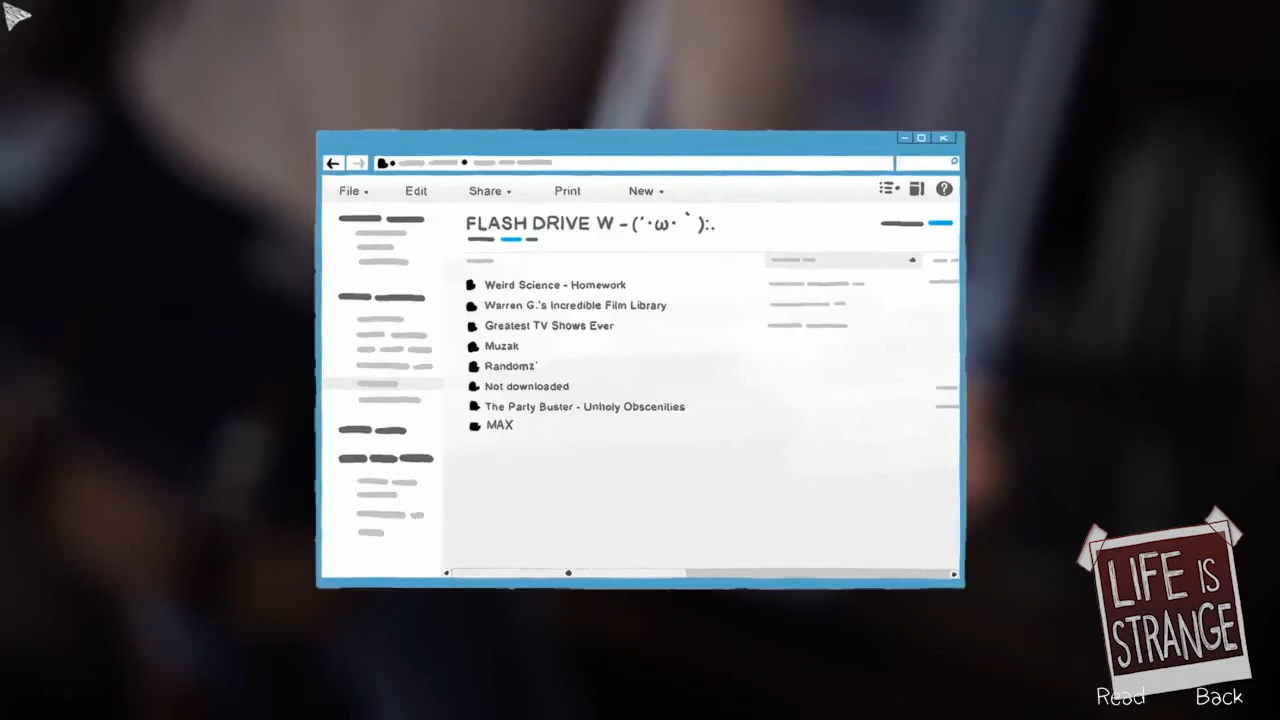 File Edit Share Print New
FLASH DRIVE W -(´･ω･`):.
Weird Science - Homework
Warren G.'s Incredible Film Library
Greatest TV Shows Ever
Muzak
Randomz'
Not downloaded
The Party Buster - Unholy Obscenities
MAX
LIFE IS
STRANGE
Read Back